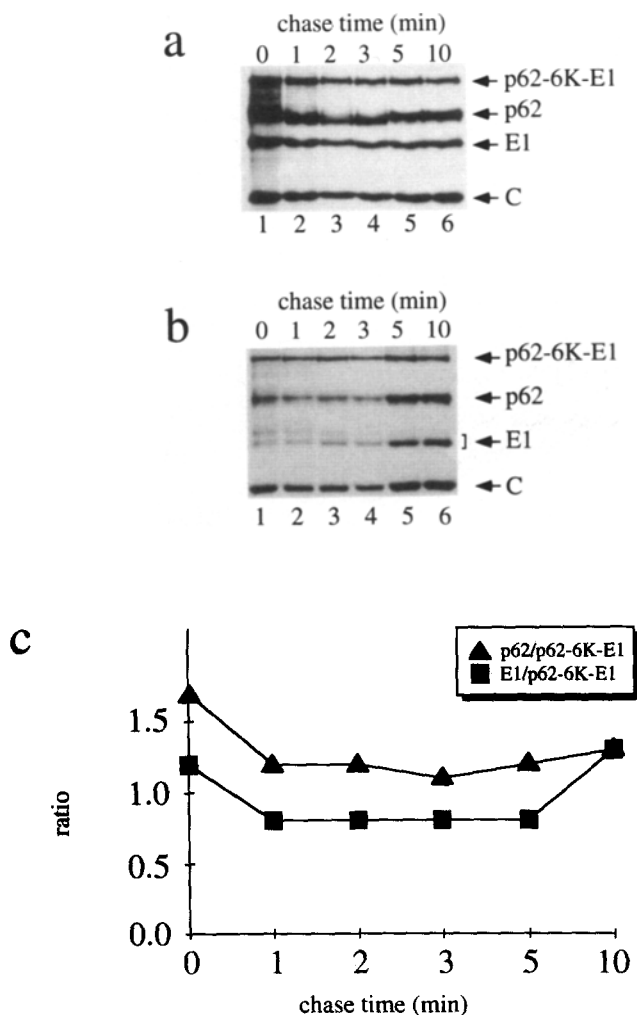 a
chase time (min)
0 1 2 3 5 10
p62-6K-E1
p62
E1
C
1 2 3 4 5 6
b
chase time (min)
0 1 2 3 5 10
p62-6K-E1
p62
E1
C
1 2 3 4 5 6
c
p62/p62-6K-E1
E1/p62-6K-E1
1.5
1.0
0.5
0.0
ratio
0 1 2 3 5 10
chase time (min)